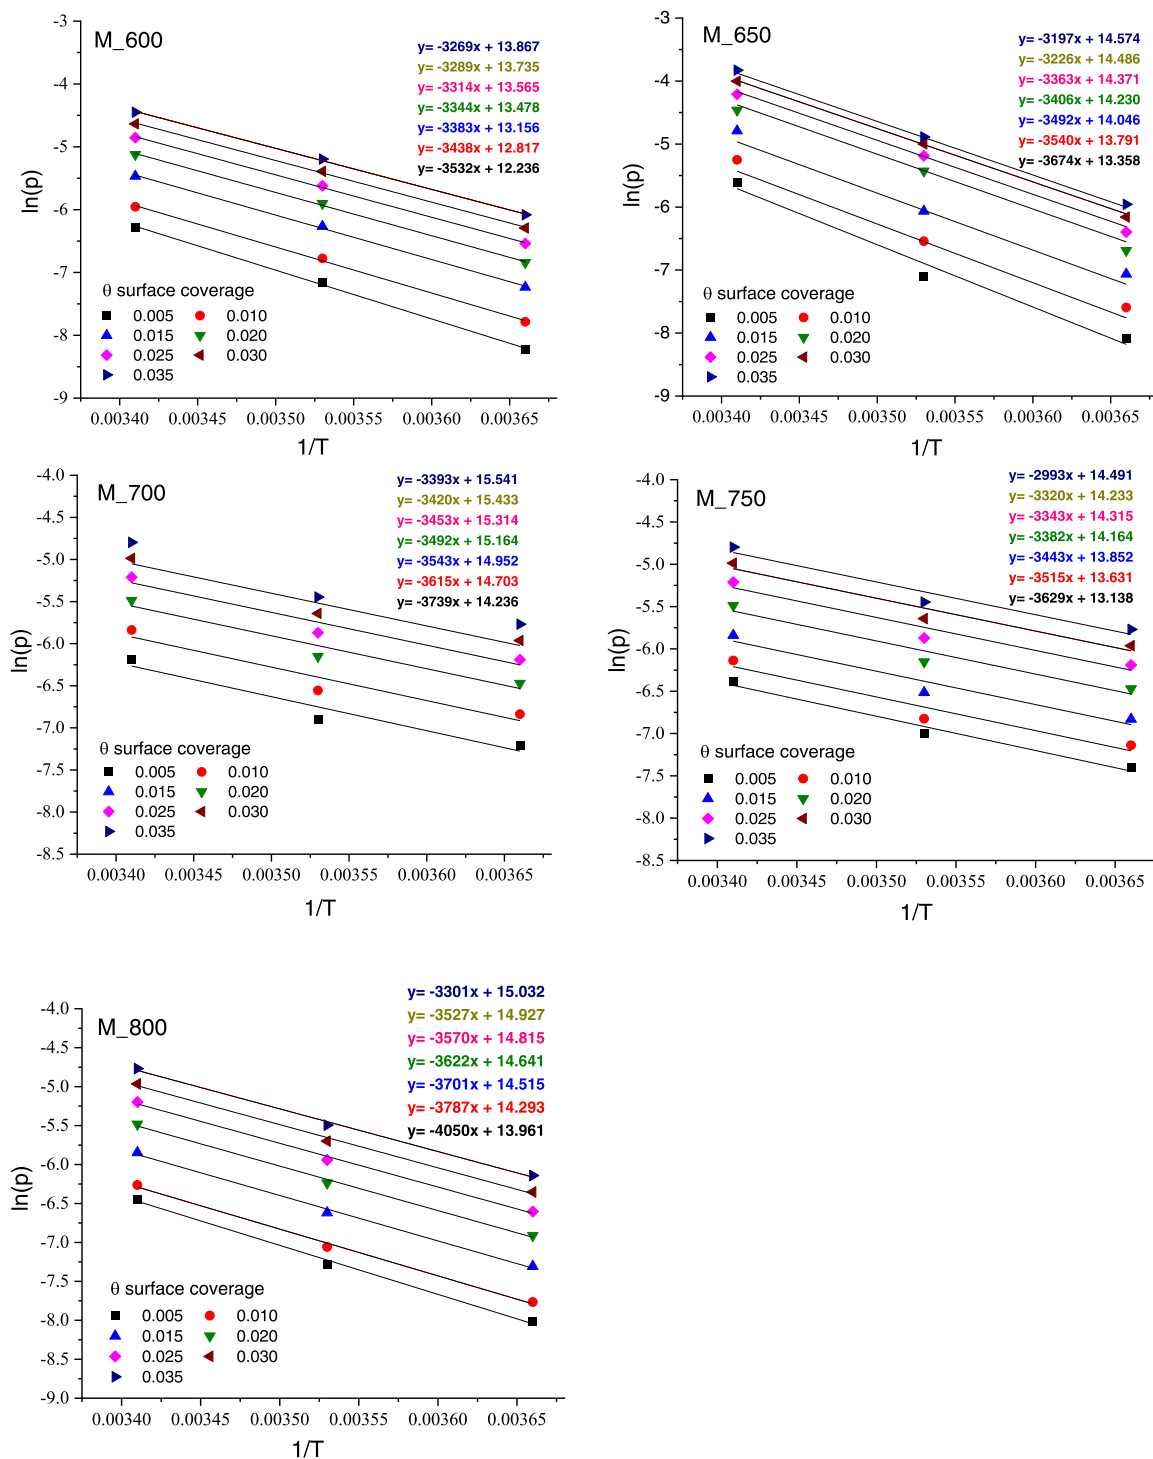 M_600
y= -3269x + 13.867
y= -3289x + 13.735
y= -3314x + 13.565
y= -3344x + 13.478
y= -3383x + 13.156
y= -3438x + 12.817
y= -3532x + 12.236
-3
-4
-5
-6
-7
-8
-9
ln(p)
θ surface coverage
0.005 0.010
0.015 0.020
0.025 0.030
0.035
0.00340 0.00345 0.00350 0.00355 0.00360 0.00365
1/T
M_650
y= -3197x + 14.574
y= -3226x + 14.486
y= -3363x + 14.371
y= -3406x + 14.230
y= -3492x + 14.046
y= -3540x + 13.791
y= -3674x + 13.358
-3
-4
-5
-6
-7
-8
-9
ln(p)
θ surface coverage
0.005 0.010
0.015 0.020
0.025 0.030
0.035
0.00340 0.00345 0.00350 0.00355 0.00360 0.00365
1/T
M_700
y= -3393x + 15.541
y= -3420x + 15.433
y= -3453x + 15.314
y= -3492x + 15.164
y= -3543x + 14.952
y= -3615x + 14.703
y= -3739x + 14.236
-4.0
-4.5
-5.0
-5.5
-6.0
-6.5
-7.0
-7.5
-8.0
-8.5
ln(p)
θ surface coverage
0.005 0.010
0.015 0.020
0.025 0.030
0.035
0.00340 0.00345 0.00350 0.00355 0.00360 0.00365
1/T
M_750
y= -2993x + 14.491
y= -3320x + 14.233
y= -3343x + 14.315
y= -3382x + 14.164
y= -3443x + 13.852
y= -3515x + 13.631
y= -3629x + 13.138
-4.0
-4.5
-5.0
-5.5
-6.0
-6.5
-7.0
-7.5
-8.0
-8.5
ln(p)
θ surface coverage
0.005 0.010
0.015 0.020
0.025 0.030
0.035
0.00340 0.00345 0.00350 0.00355 0.00360 0.00365
1/T
M_800
y= -3301x + 15.032
y= -3527x + 14.927
y= -3570x + 14.815
y= -3622x + 14.641
y= -3701x + 14.515
y= -3787x + 14.293
y= -4050x + 13.961
-4.0
-4.5
-5.0
-5.5
-6.0
-6.5
-7.0
-7.5
-8.0
-8.5
-9.0
ln(p)
θ surface coverage
0.005 0.010
0.015 0.020
0.025 0.030
0.035
0.00340 0.00345 0.00350 0.00355 0.00360 0.00365
1/T